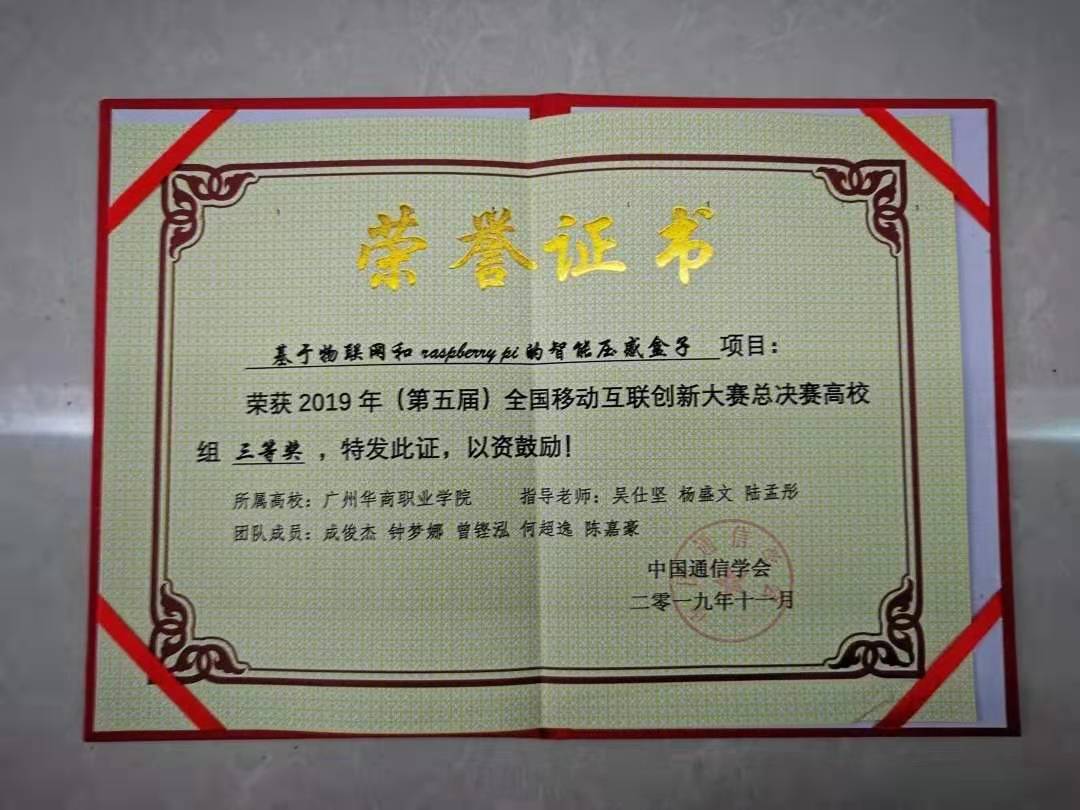 荣誉证书
基于物联网和raspberry pi的智能压感盒子 项目：
荣获 2019 年（第五届）全国移动互联创新大赛总决赛高校
组 三等奖 ，特发此证，以资鼓励！
所属高校：广州华商职业学院 指导老师：吴仕坚 杨盛文 陆孟彤
团队成员：成俊杰 钟梦娜 曾铿泓 何超逸 陈嘉豪
中国通信学会
二零一九年十一月